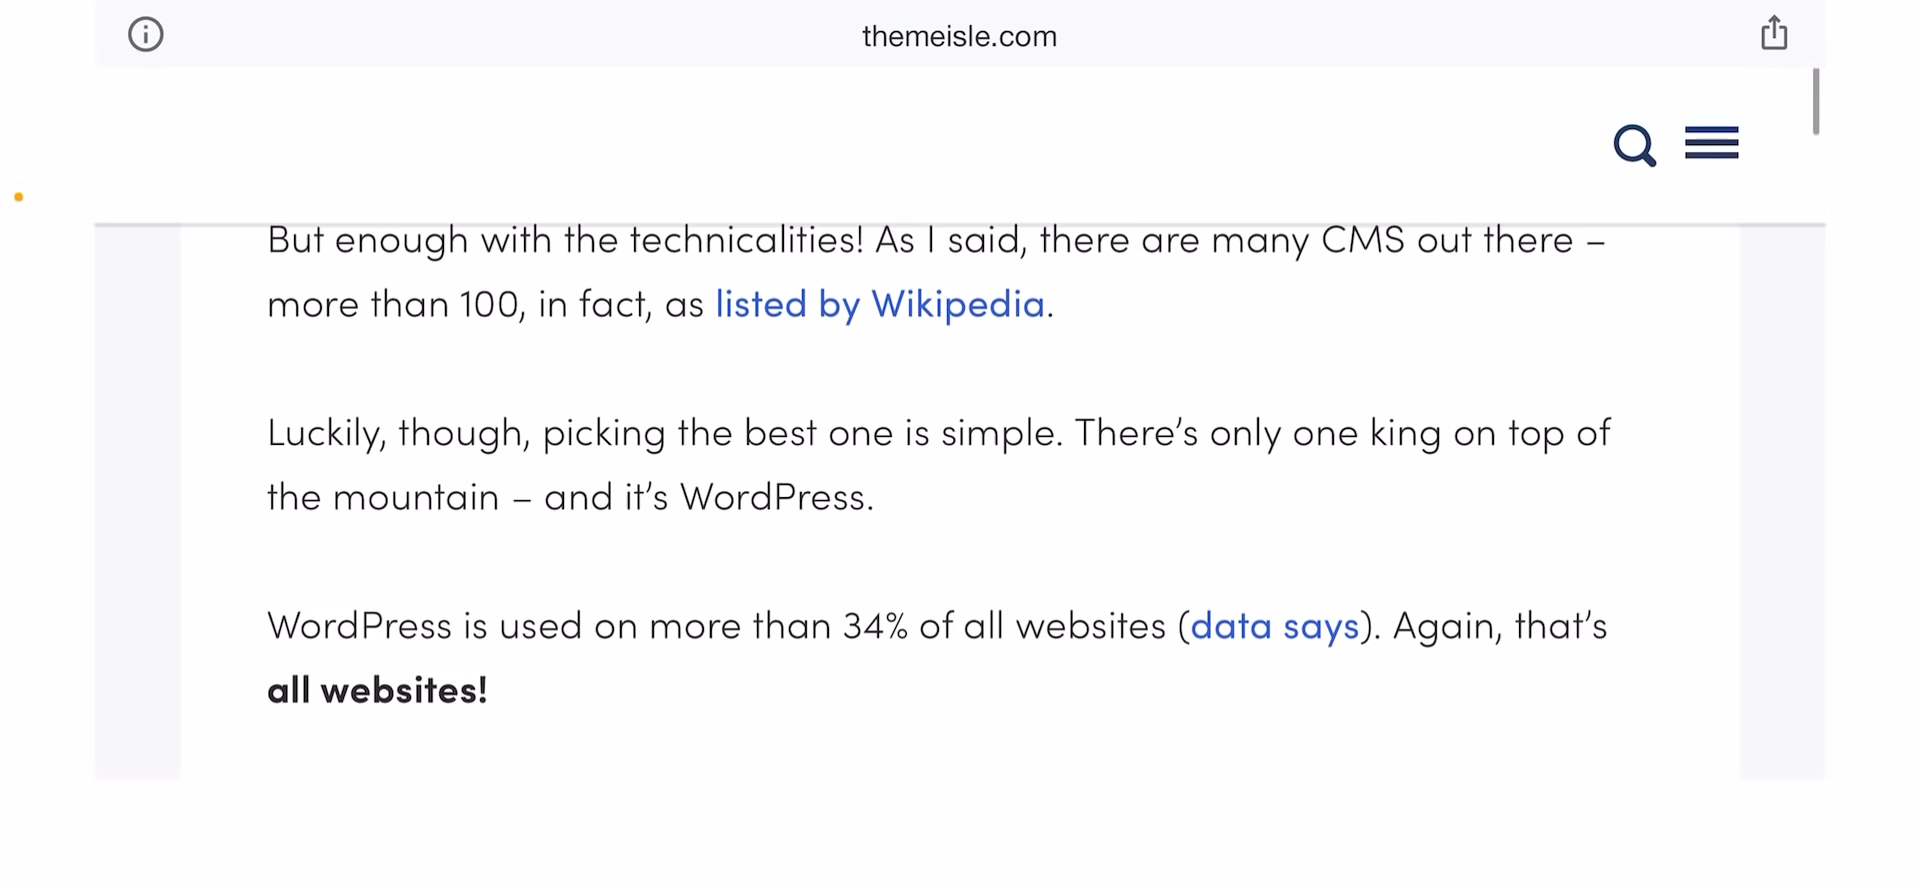 themeisle.com
But enough with the technicalities! As I said, there are many CMS out there –
more than 100, in fact, as listed by Wikipedia.
Luckily, though, picking the best one is simple. There’s only one king on top of
the mountain – and it’s WordPress.
WordPress is used on more than 34% of all websites (data says). Again, that’s
all websites!